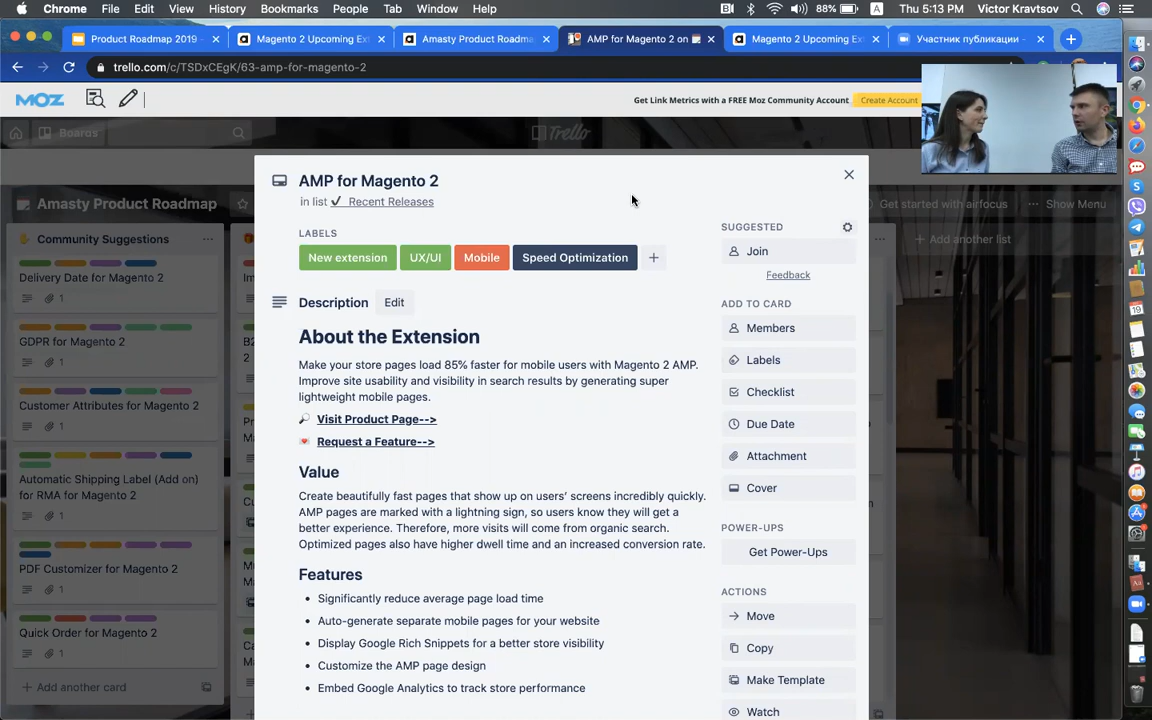 Chrome File Edit View History Bookmarks People Tab Window Help 88% A Thu 5:13 PM Victor Kravtsov
Product Roadmap 2019 - Magento 2 Upcoming Ex Amasty Product Roadma AMP for Magento 2 on Magento 2 Upcoming Ex Участник публикации -
trello.com/c/TSDxCEgK/63-amp-for-magento-2
MOZ Get Link Metrics with a FREE Moz Community Account Create Account
Boards Trello
Amasty Product Roadmap Get started with airfocus Show Menu
Community Suggestions
Delivery Date for Magento 2
1
GDPR for Magento 2
1
Customer Attributes for Magento 2
1
Automatic Shipping Label (Add on)
for RMA for Magento 2
1
PDF Customizer for Magento 2
1
Quick Order for Magento 2
1
+ Add another card
AMP for Magento 2
in list ✓ Recent Releases
LABELS
New extension UX/UI Mobile Speed Optimization +
Description Edit
About the Extension
Make your store pages load 85% faster for mobile users with Magento 2 AMP.
Improve site usability and visibility in search results by generating super
lightweight mobile pages.
Visit Product Page-->
Request a Feature-->
Value
Create beautifully fast pages that show up on users’ screens incredibly quickly.
AMP pages are marked with a lightning sign, so users know they will get a
better experience. Therefore, more visits will come from organic search.
Optimized pages also have higher dwell time and an increased conversion rate.
Features
• Significantly reduce average page load time
• Auto-generate separate mobile pages for your website
• Display Google Rich Snippets for a better store visibility
• Customize the AMP page design
• Embed Google Analytics to track store performance
SUGGESTED
Join
Feedback
ADD TO CARD
Members
Labels
Checklist
Due Date
Attachment
Cover
POWER-UPS
Get Power-Ups
ACTIONS
Move
Copy
Make Template
Watch
+ Add another list